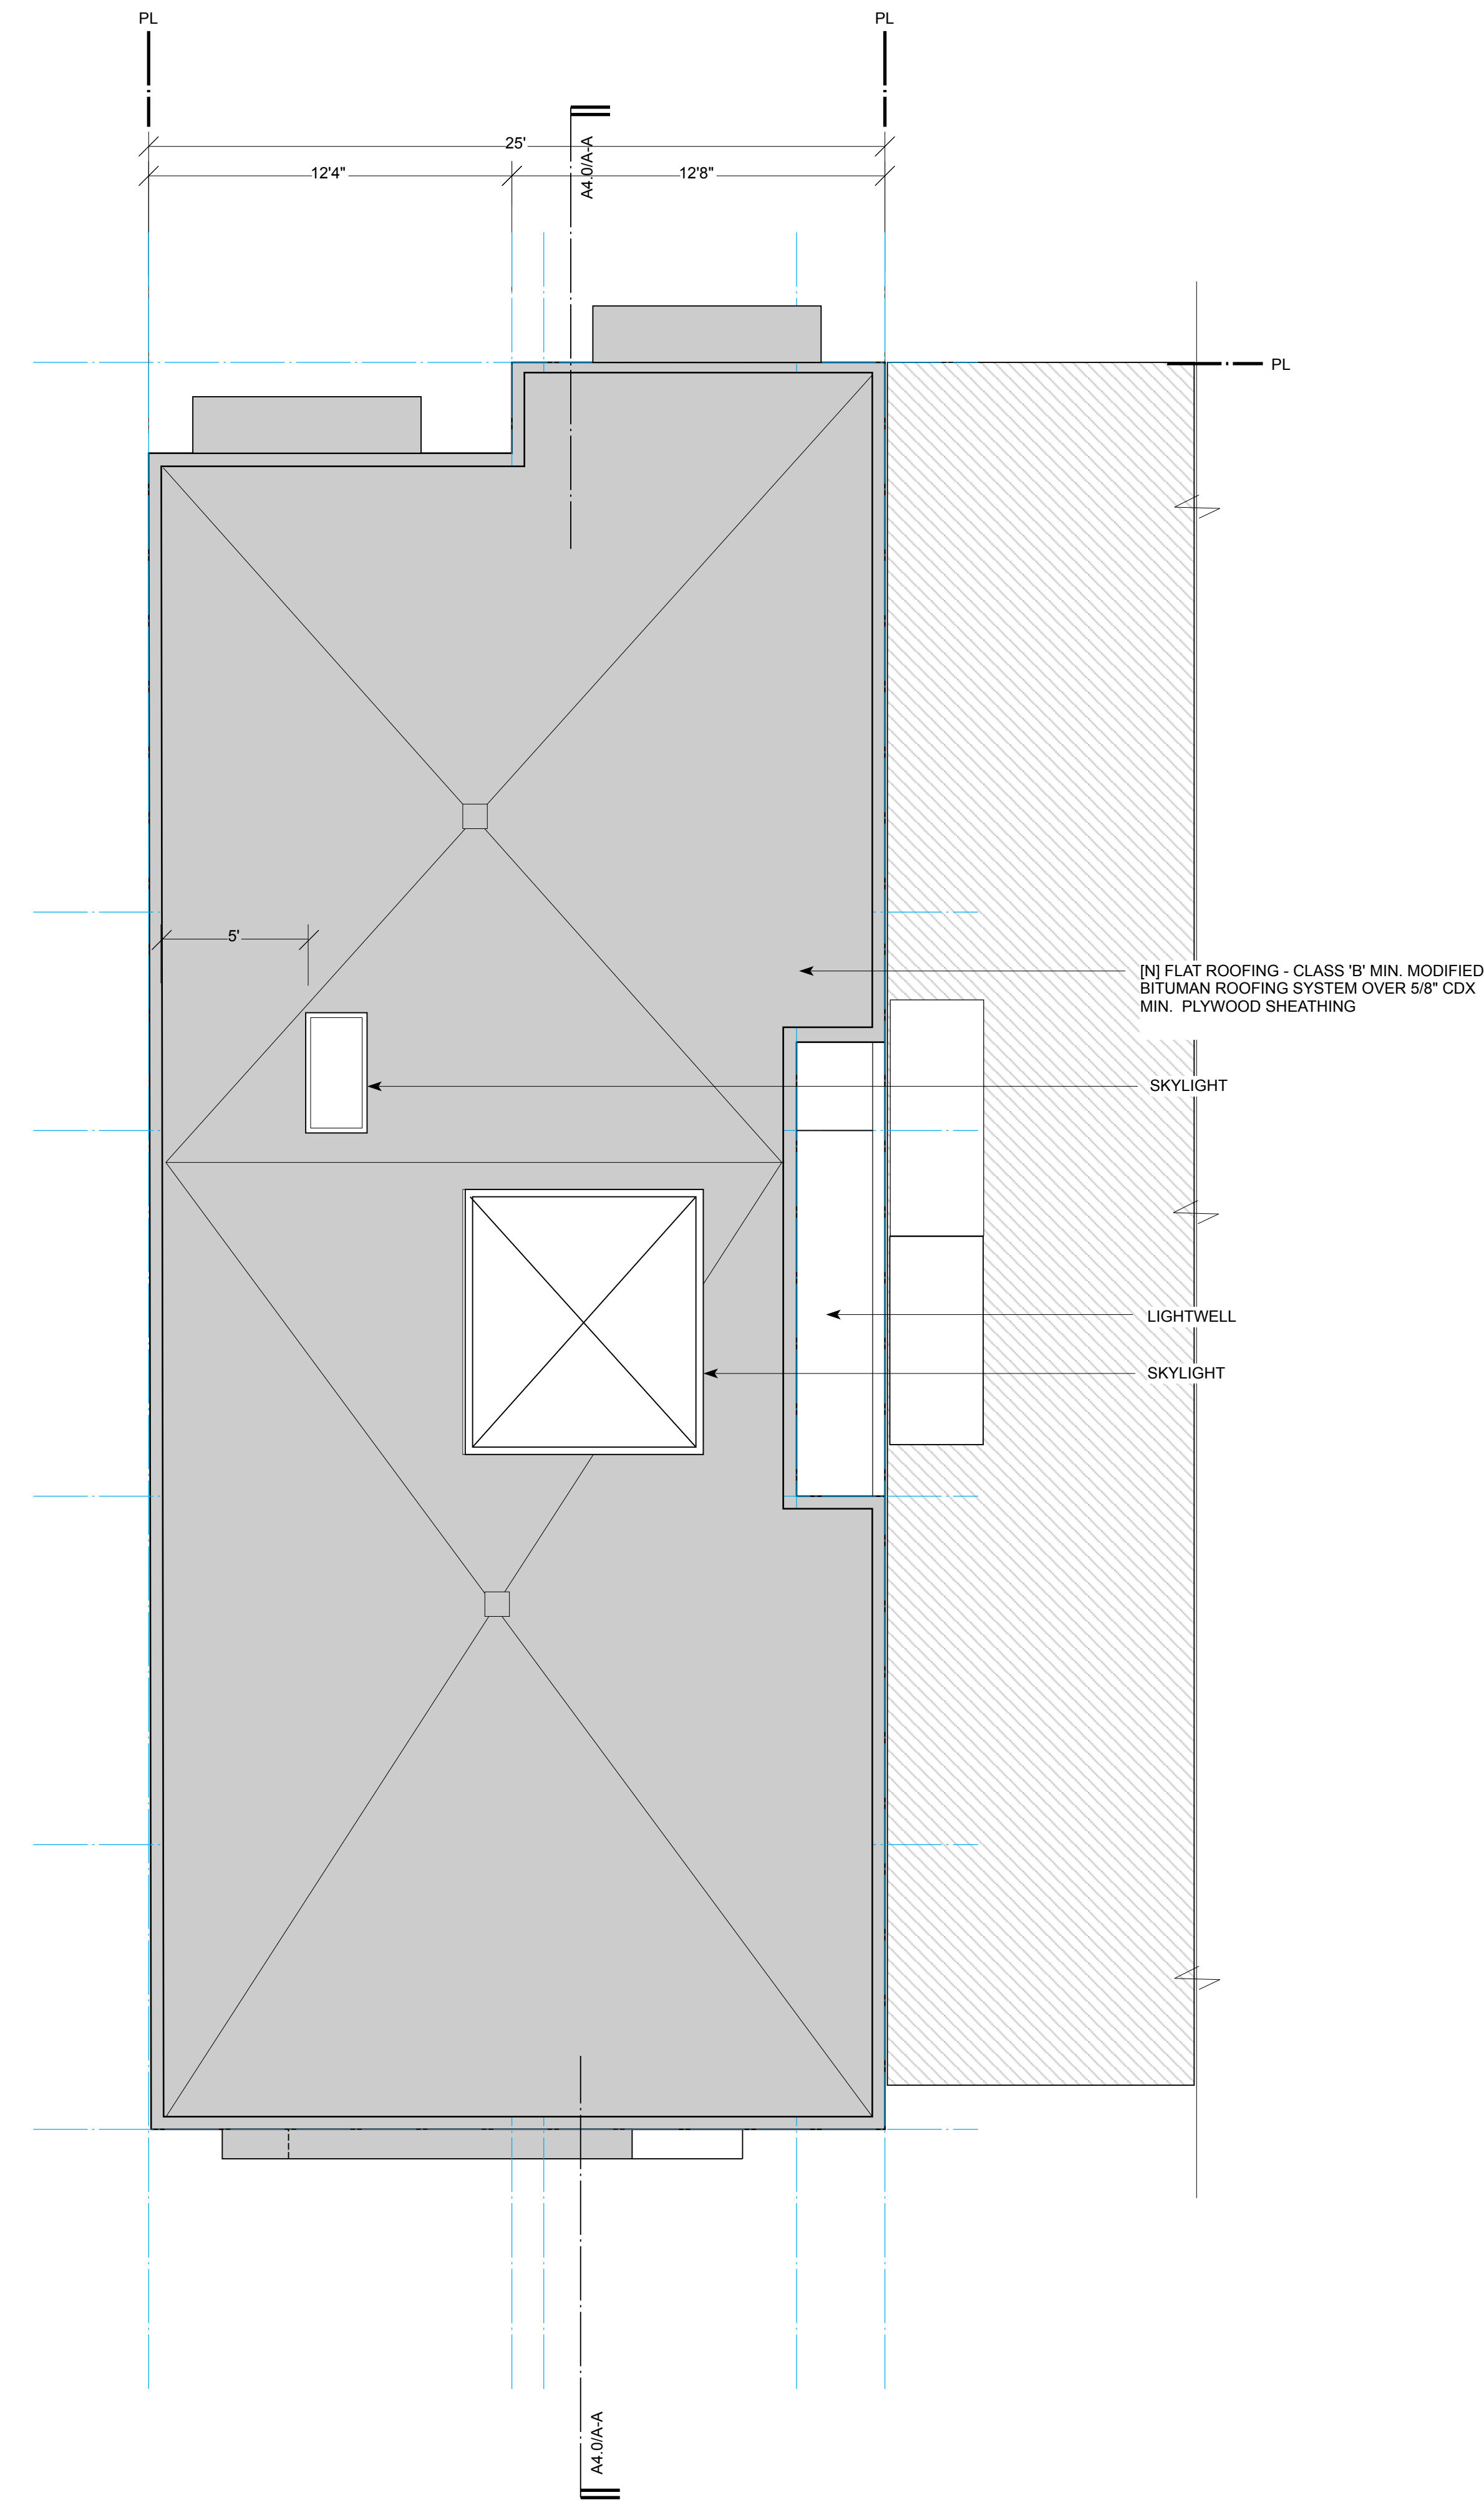 PL
PL
25'
A4.0/A-A
12'4"
12'8"
PL
5'
[N] FLAT ROOFING - CLASS 'B' MIN. MODIFIED
BITUMAN ROOFING SYSTEM OVER 5/8" CDX
MIN. PLYWOOD SHEATHING
SKYLIGHT
LIGHTWELL
SKYLIGHT
A4.0/A-A